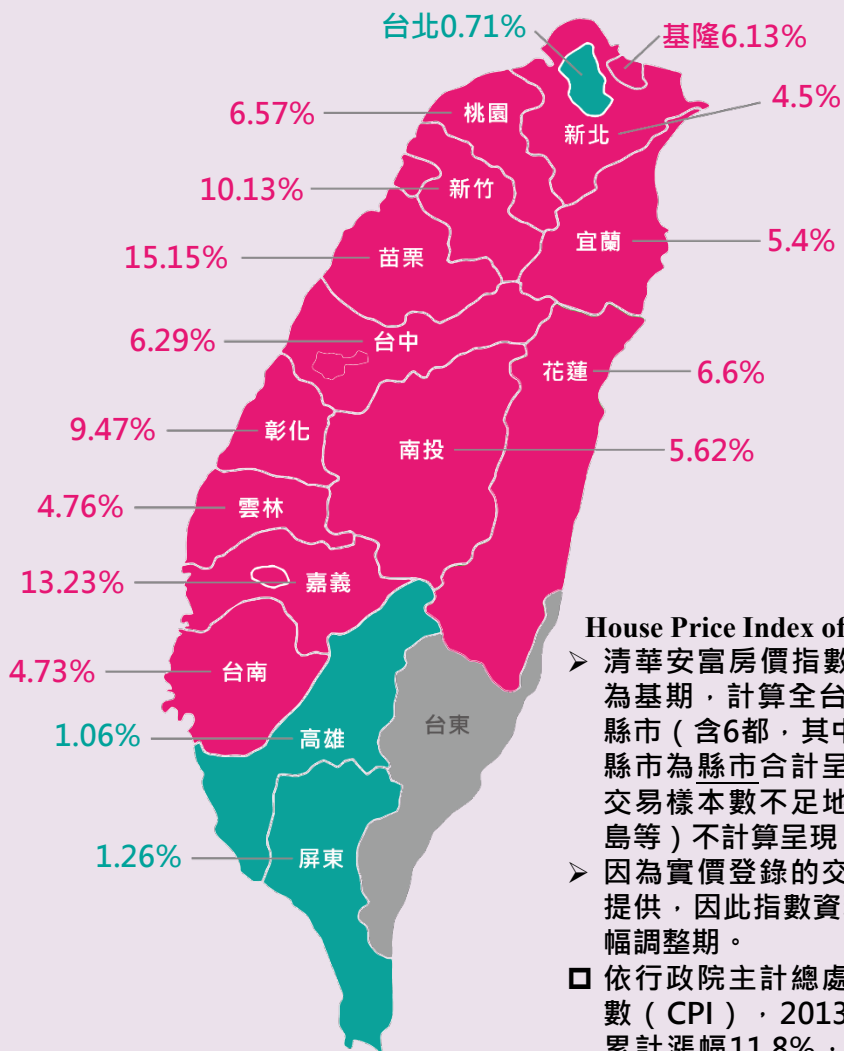 台北0.71%
基隆6.13%
4.5%
6.57%
桃園
新北
10.13%
新竹
宜蘭
5.4%
15.15%
苗栗
6.29%
台中
花蓮
6.6%
9.47%
彰化
南投
5.62%
4.76%
雲林
13.23%
嘉義
4.73%
台南
台東
1.06%
高雄
1.26%
屏東
House Price Index of
➢ 清華安富房價指數
為基期，計算全台
縣市（含6都，其中
縣市為縣市合計呈
交易樣本數不足地
島等）不計算呈現
➢ 因為實價登錄的交
提供，因此指數資
幅調整期。
□ 依行政院主計總處
數（CPI），2013
累計漲幅11.8%，